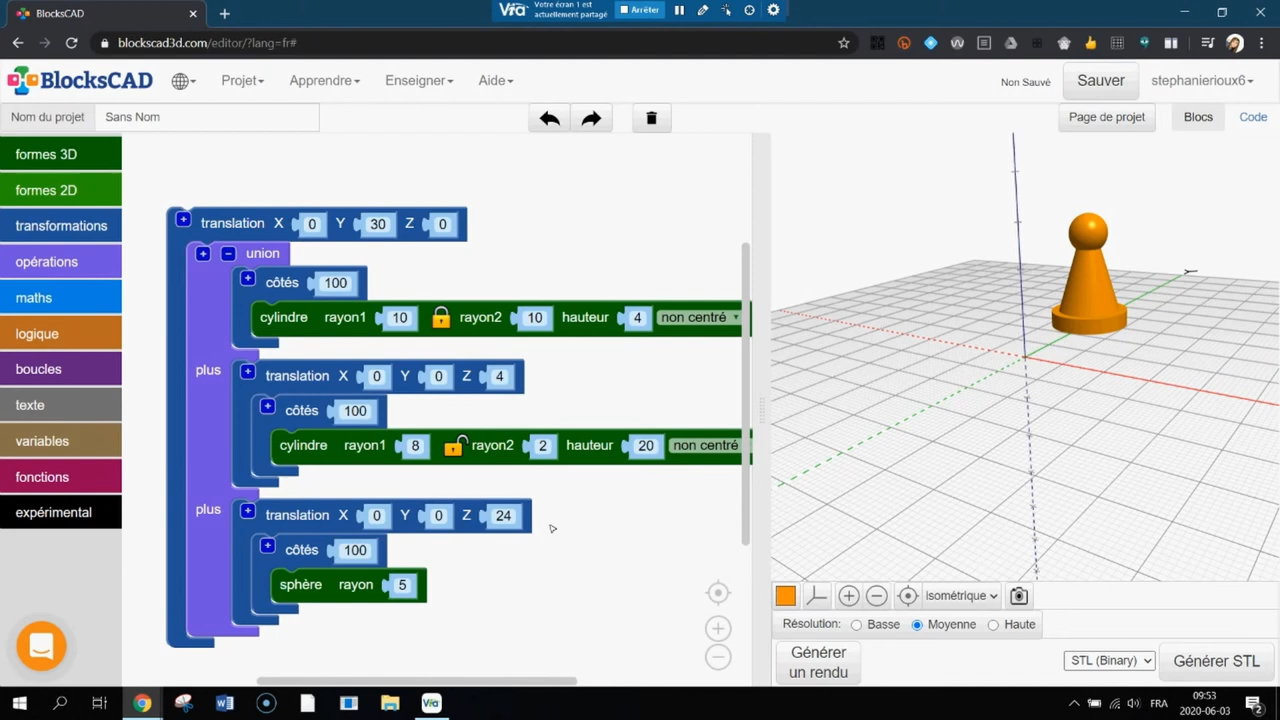 BlocksCAD
Vra
Votre écran 1 est
actuellement partagé
Arrêter
blockscad3d.com/editor/?lang=fr#
BlocksCAD
Projet
Apprendre
Enseigner
Aide
Non Sauvé
Sauver
stephanierioux6
Nom du projet
Sans Nom
Page de projet
Blocs
Code
formes 3D
formes 2D
transformations
opérations
maths
logique
boucles
texte
variables
fonctions
expérimental
translation X 0 Y 30 Z 0
union
côtés 100
cylindre rayon1 10 rayon2 10 hauteur 4 non centré
plus
translation X 0 Y 0 Z 4
côtés 100
cylindre rayon1 8 rayon2 2 hauteur 20 non centré
plus
translation X 0 Y 0 Z 24
côtés 100
sphère rayon 5
isométrique
Résolution: Basse Moyenne Haute
Générer
un rendu
STL (Binary)
Générer STL
Vra
FRA
09:53
2020-06-03
2